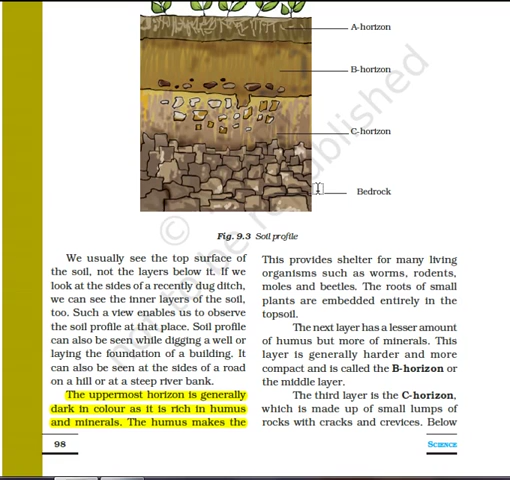 A-horizon
B-horizon
C-horizon
Bedrock
Fig. 9.3 Soil profile
We usually see the top surface of
the soil, not the layers below it. If we
look at the sides of a recently dug ditch,
we can see the inner layers of the soil,
too. Such a view enables us to observe
the soil profile at that place. Soil profile
can also be seen while digging a well or
laying the foundation of a building. It
can also be seen at the sides of a road
on a hill or at a steep river bank.
The uppermost horizon is generally
dark in colour as it is rich in humus
and minerals. The humus makes the
This provides shelter for many living
organisms such as worms, rodents,
moles and beetles. The roots of small
plants are embedded entirely in the
topsoil.
The next layer has a lesser amount
of humus but more of minerals. This
layer is generally harder and more
compact and is called the B-horizon or
the middle layer.
The third layer is the C-horizon,
which is made up of small lumps of
rocks with cracks and crevices. Below
98
SCIENCE
not to be republished
©